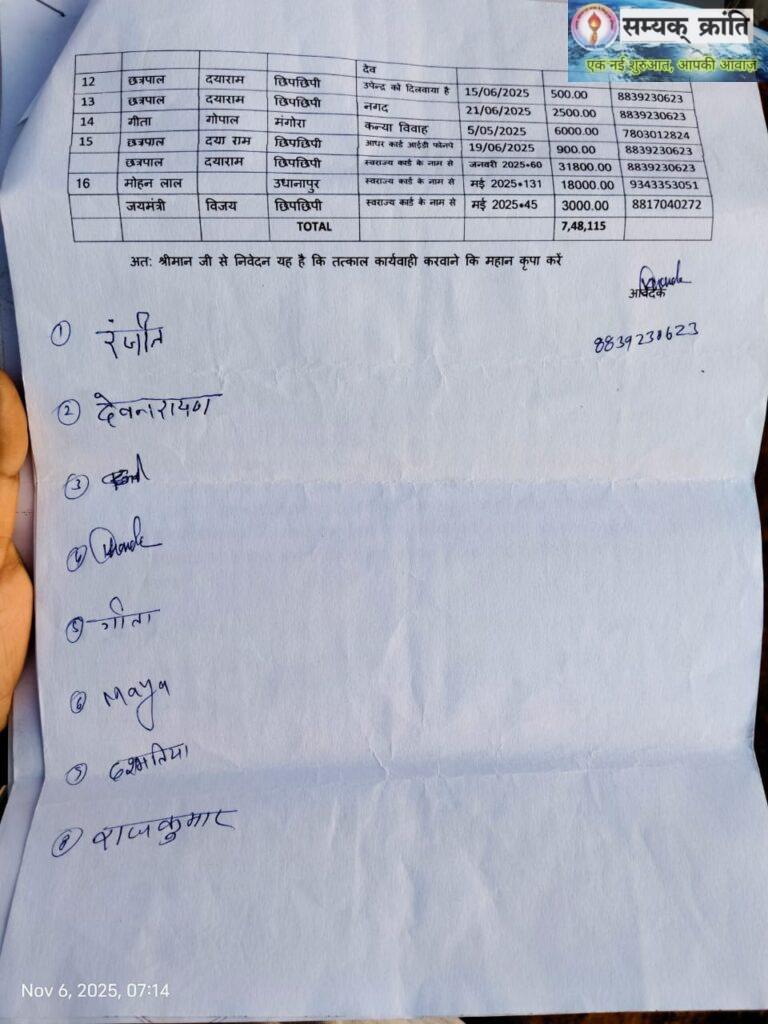 सम्यक् क्रांति
एक नई शुरुआत, आपकी आवाज़
देव
12 छत्रपाल दयाराम छिपछिपी उपेन्द्र को दिलवाया है 15/06/2025 500.00 8839230623
13 छत्रपाल दयाराम छिपछिपी नगद 21/06/2025 2500.00 8839230623
14 गीता गोपाल मंगोरा कन्या विवाह 5/05/2025 6000.00 7803012824
15 छत्रपाल दया राम छिपछिपी आधर कार्ड आईडी फोनपे 19/06/2025 900.00 8839230623
छत्रपाल दयाराम छिपछिपी स्वराज्य कार्ड के नाम से जनवरी 2025*60 31800.00 8839230623
16 मोहन लाल उधानापुर स्वराज्य कार्ड के नाम से मई 2025*131 18000.00 9343353051
जयमंत्री विजय छिपछिपी स्वराज्य कार्ड के नाम से मई 2025*45 3000.00 8817040272
TOTAL 7,48,115
अत: श्रीमान जी से निवेदन यह है कि तत्काल कार्यवाही करवाने कि महान कृपा करें
आवेदक
8839230623
① रंजीत
② देवनारायण
③
④
⑤ गीता
⑥ Maya
⑦
⑧ राजकुमार
Nov 6, 2025, 07:14